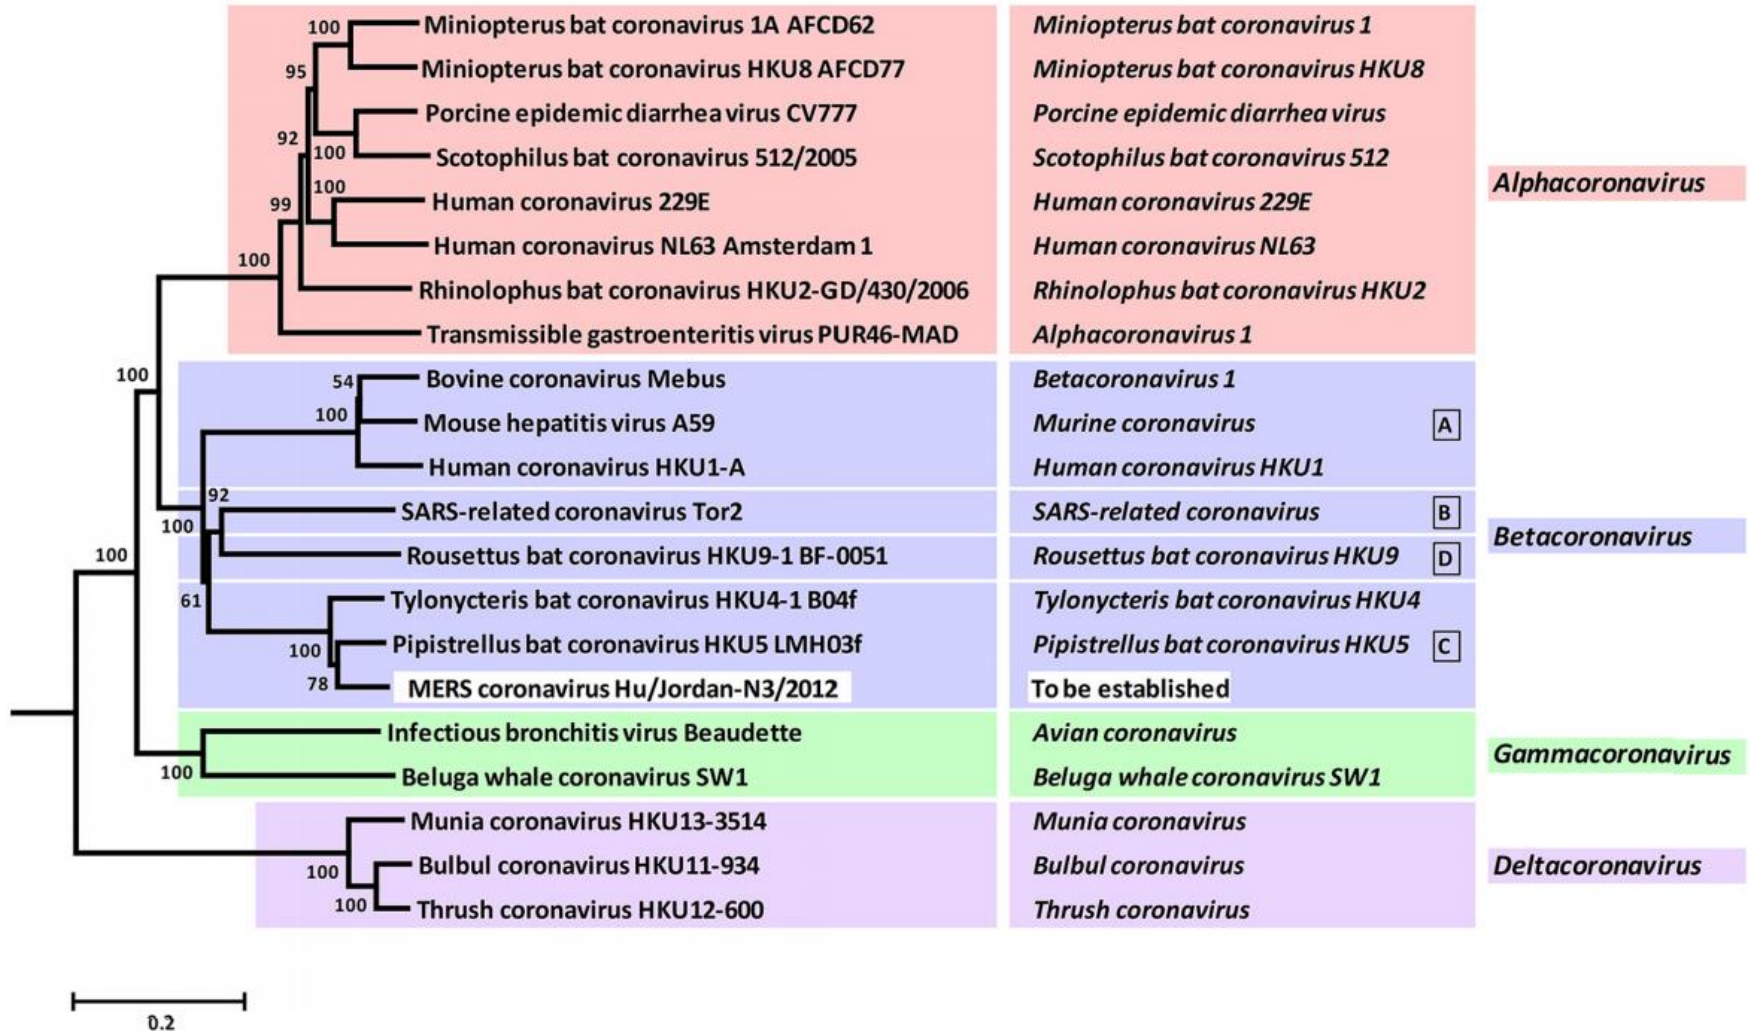 100 Miniopterus bat coronavirus 1A AFCD62 Miniopterus bat coronavirus 1
95 Miniopterus bat coronavirus HKU8 AFCD77 Miniopterus bat coronavirus HKU8
Porcine epidemic diarrhea virus CV777 Porcine epidemic diarrhea virus
92 100 Scotophilus bat coronavirus 512/2005 Scotophilus bat coronavirus 512
Alphacoronavirus
100 Human coronavirus 229E Human coronavirus 229E
99 Human coronavirus NL63 Amsterdam 1 Human coronavirus NL63
100 Rhinolophus bat coronavirus HKU2-GD/430/2006 Rhinolophus bat coronavirus HKU2
Transmissible gastroenteritis virus PUR46-MAD Alphacoronavirus 1
100 54 Bovine coronavirus Mebus Betacoronavirus 1
100 Mouse hepatitis virus A59 Murine coronavirus A
Human coronavirus HKU1-A Human coronavirus HKU1
92
100 SARS-related coronavirus Tor2 SARS-related coronavirus B
Betacoronavirus
100 Rousettus bat coronavirus HKU9-1 BF-0051 Rousettus bat coronavirus HKU9 D
61 Tylonycteris bat coronavirus HKU4-1 B04f Tylonycteris bat coronavirus HKU4
100 Pipistrellus bat coronavirus HKU5 LMH03f Pipistrellus bat coronavirus HKU5 C
78 MERS coronavirus Hu/Jordan-N3/2012 To be established
Infectious bronchitis virus Beaudette Avian coronavirus
Gammacoronavirus
100 Beluga whale coronavirus SW1 Beluga whale coronavirus SW1
Munia coronavirus HKU13-3514 Munia coronavirus
100 Bulbul coronavirus HKU11-934 Bulbul coronavirus Deltacoronavirus
100 Thrush coronavirus HKU12-600 Thrush coronavirus
0.2